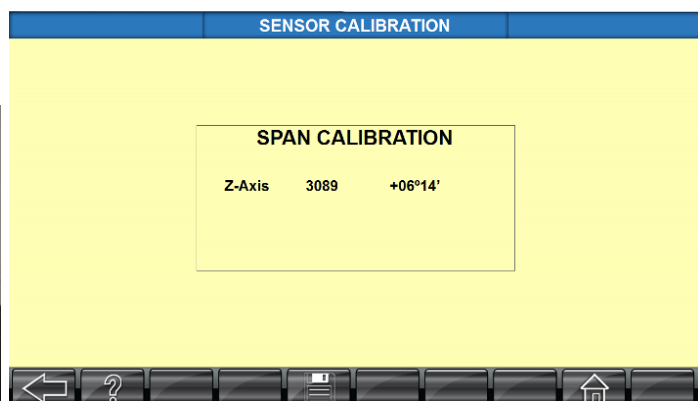 SENSOR CALIBRATION
SPAN CALIBRATION
Z-Axis 3089 +06º14’
?